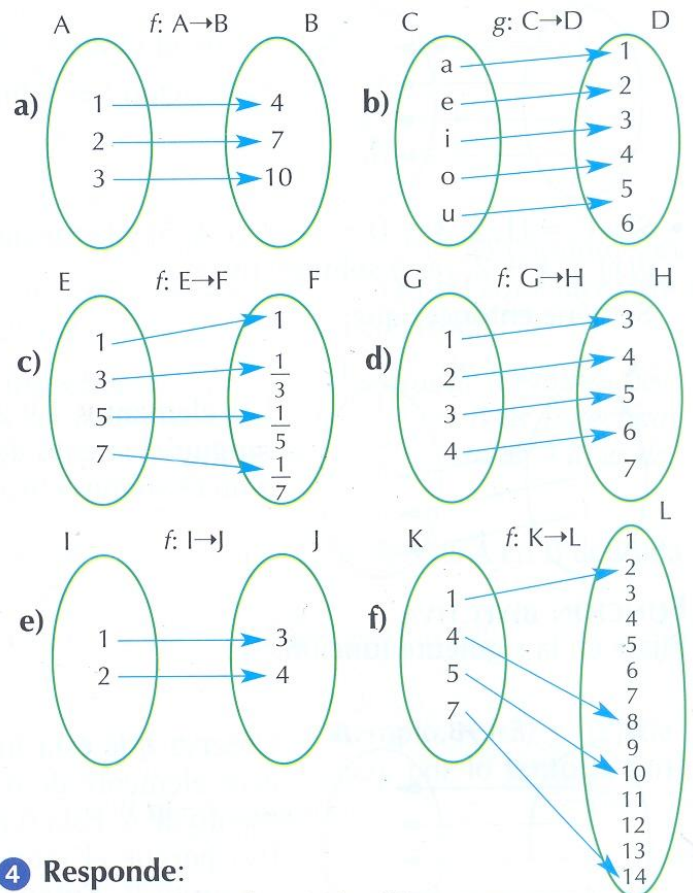 A f: A→B B
a)
1 4
2 7
3 10
C g: C→D D
b)
a 1
e 2
i 3
o 4
u 5
6
E f: E→F F
c)
1 1
3 1/3
5 1/5
7 1/7
G f: G→H H
d)
1 3
2 4
3 5
4 6
7
I f: I→J J
e)
1 3
2 4
K f: K→L L
f)
1
4
5
7
1
2
3
4
5
6
7
8
9
10
11
12
13
14
4 Responde: